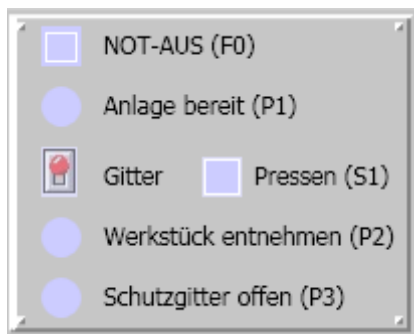 NOT-AUS (F0)
Anlage bereit (P1)
Gitter Pressen (S1)
Werkstück entnehmen (P2)
Schutzgitter offen (P3)